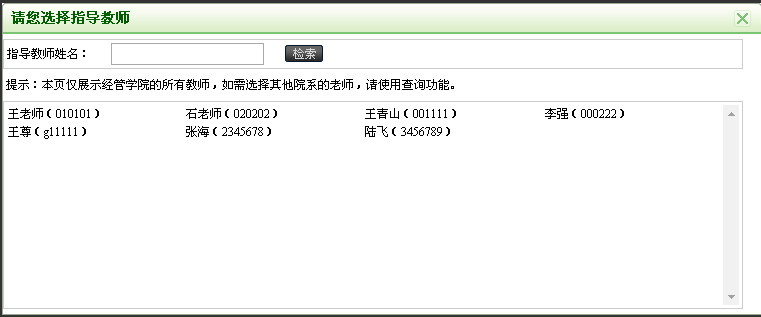 请您选择指导教师
指导教师姓名： 检索
提示：本页仅展示经管学院的所有教师，如需选择其他院系的老师，请使用查询功能。
王老师（010101） 石老师（020202） 王青山（001111） 李强（000222）
王尊（g11111） 张海（2345678） 陆飞（3456789）